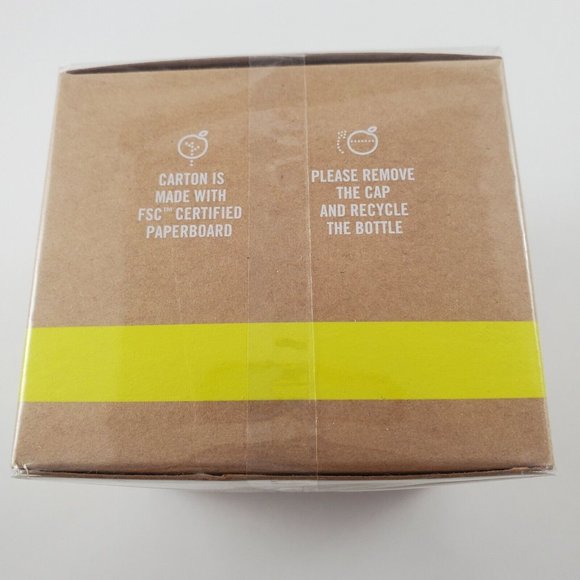 CARTON IS
MADE WITH
FSC™ CERTIFIED
PAPERBOARD
PLEASE REMOVE
THE CAP
AND RECYCLE
THE BOTTLE